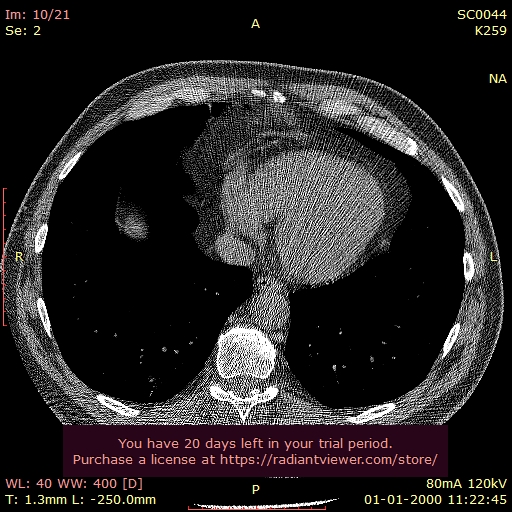 Im: 10/21
Se: 2
A
SC0044
K259
NA
R
L
You have 20 days left in your trial period.
Purchase a license at https://radiantviewer.com/store/
WL: 40 WW: 400 [D]
T: 1.3mm L: -250.0mm
P
80mA 120kV
01-01-2000 11:22:45